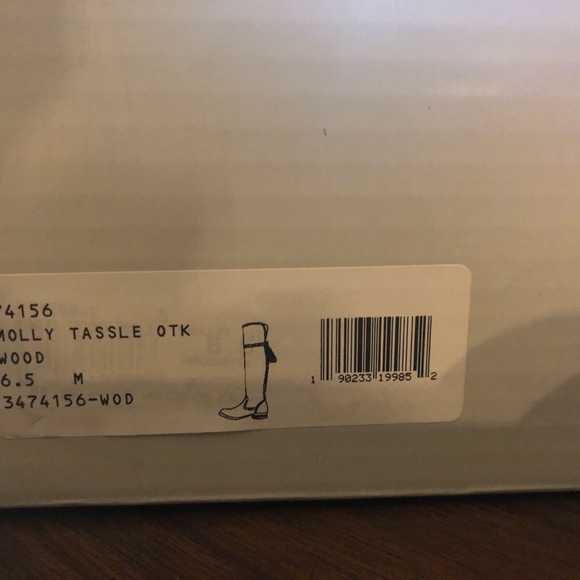 74156
MOLLY TASSLE OTK
WOOD
6.5 M
3474156-WOD
1 90233 19985 2